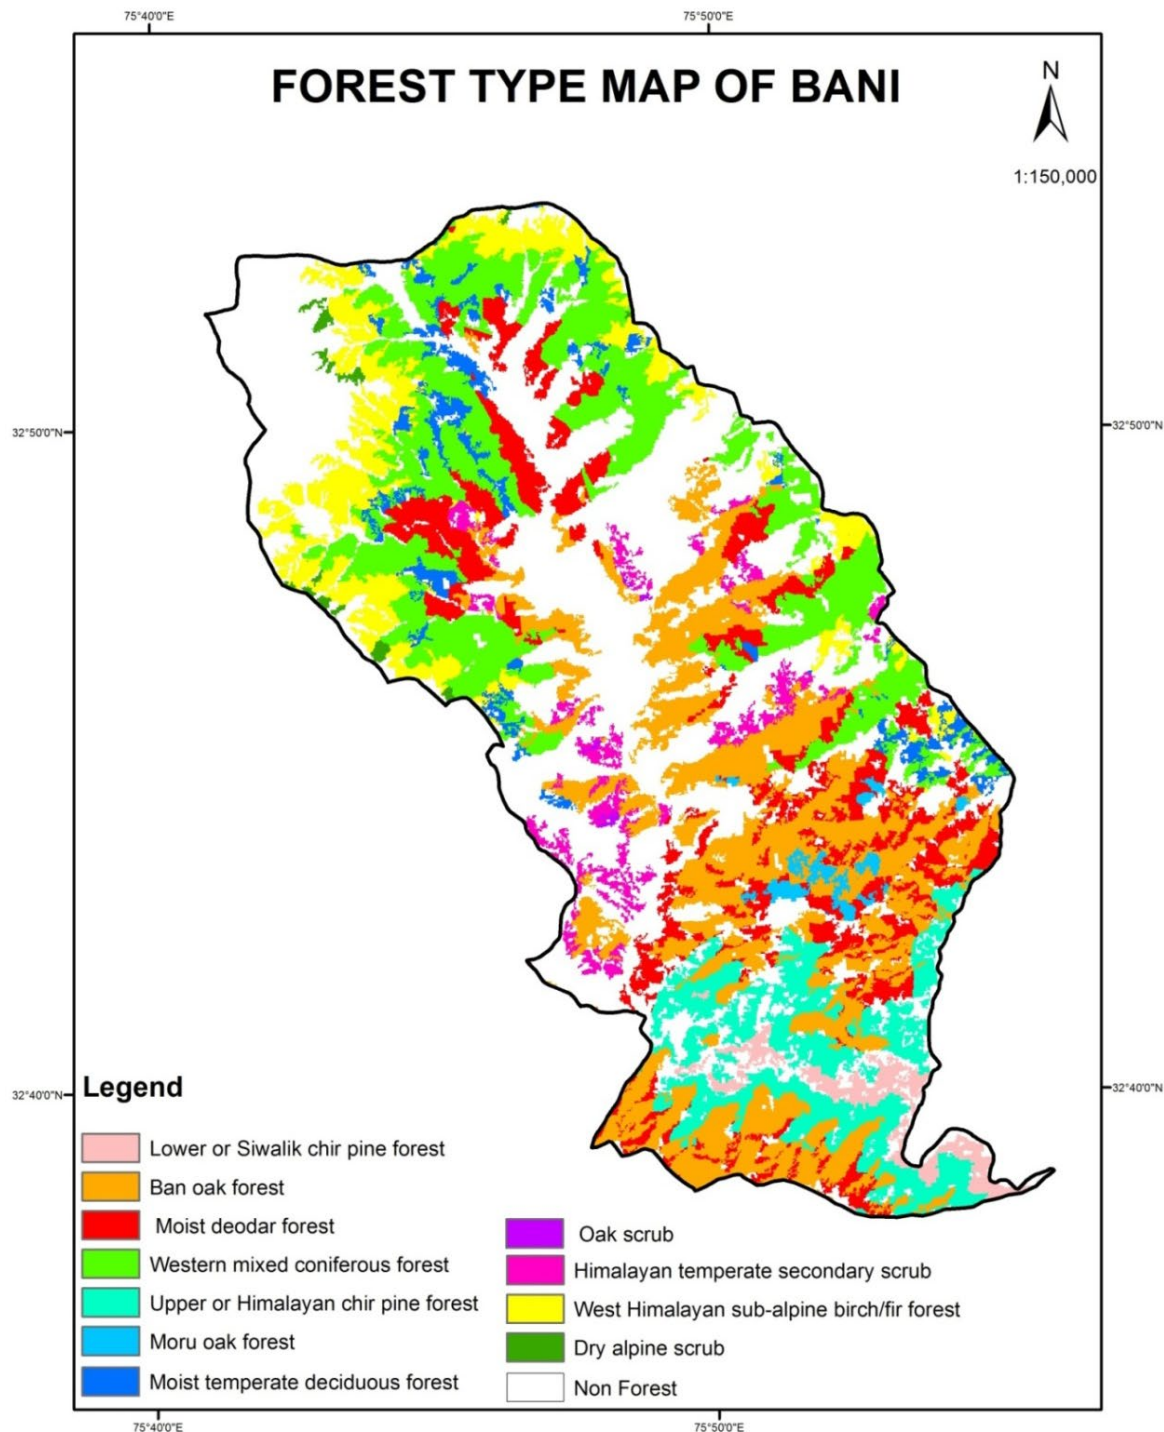 75°40'0"E
75°50'0"E
FOREST TYPE MAP OF BANI
N
1:150,000
32°50'0"N
32°50'0"N
32°40'0"N
32°40'0"N
Legend
Lower or Siwalik chir pine forest
Ban oak forest
Moist deodar forest
Western mixed coniferous forest
Upper or Himalayan chir pine forest
Moru oak forest
Moist temperate deciduous forest
Oak scrub
Himalayan temperate secondary scrub
West Himalayan sub-alpine birch/fir forest
Dry alpine scrub
Non Forest
75°40'0"E
75°50'0"E